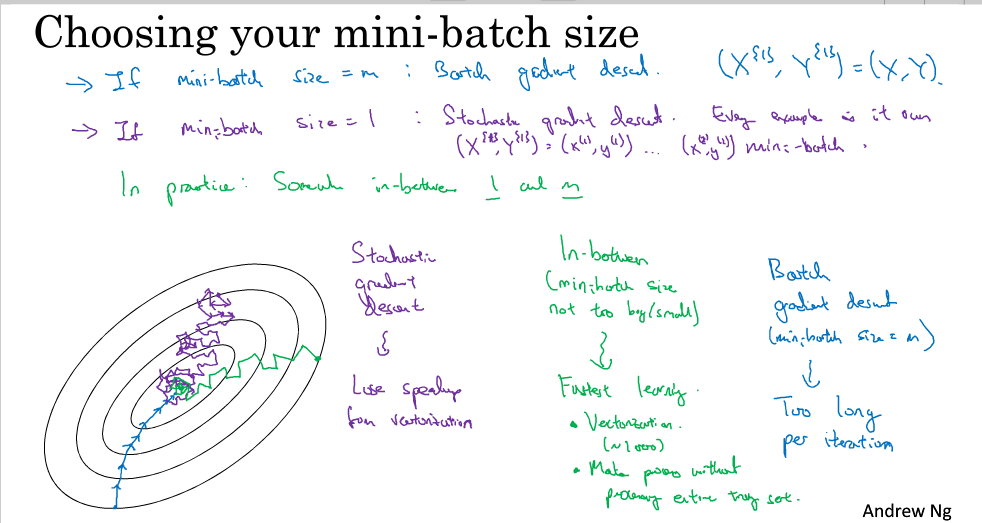 Choosing your mini-batch size
→ If mini-batch size = m : Batch gradient descent. (X^{1}, Y^{1}) = (X, Y).
→ If mini-batch size = 1 : Stochastic gradient descent. Every example is it own
(X^{1}, Y^{1}) = (x^(1), y^(1)) ... (x^(2), y^(2)) mini-batch.
In practice: Somewhere in-between 1 and m
Stochastic
gradient
descent
Lose speedup
from vectorization
In-between
(mini-batch size
not too big/small)
Fastest learning.
• Vectorization.
(~1000)
• Make progress without
processing entire training set.
Batch
gradient descent
(mini-batch size = m)
Too long
per iteration
Andrew Ng